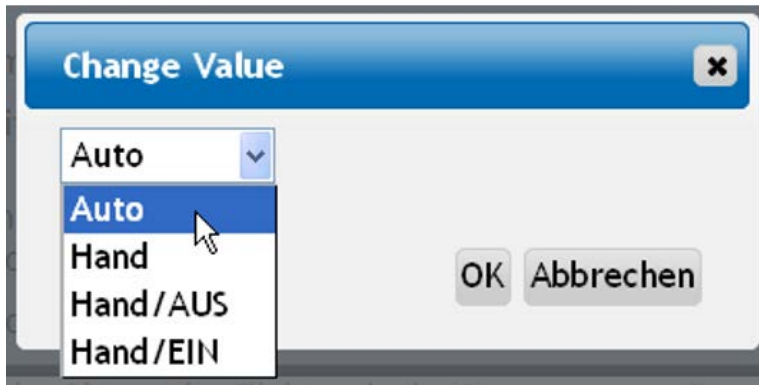 Change Value
Auto
Auto
Hand
Hand/AUS
Hand/EIN
OK Abbrechen